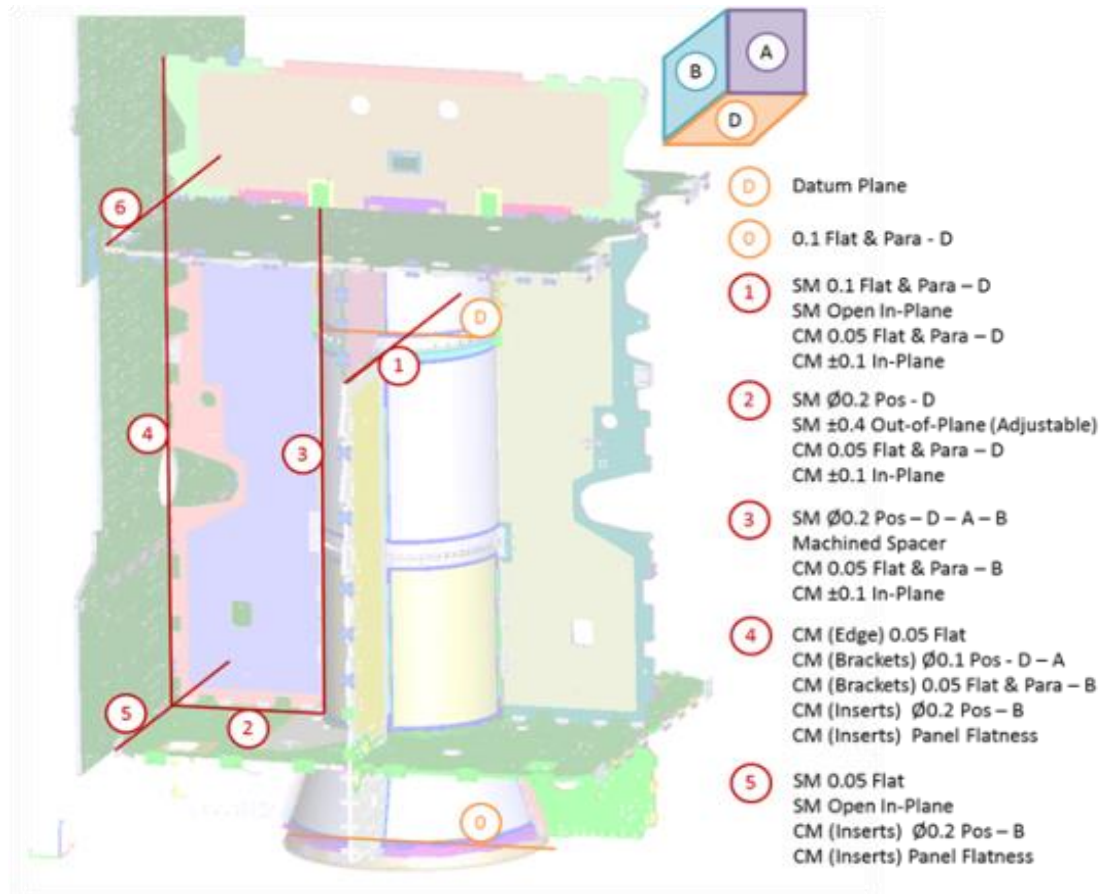 B
A
D
D Datum Plane
0 0.1 Flat & Para - D
1 SM 0.1 Flat & Para – D
SM Open In-Plane
CM 0.05 Flat & Para – D
CM ±0.1 In-Plane
2 SM Ø0.2 Pos - D
SM ±0.4 Out-of-Plane (Adjustable)
CM 0.05 Flat & Para – D
CM ±0.1 In-Plane
3 SM Ø0.2 Pos – D – A – B
Machined Spacer
CM 0.05 Flat & Para – B
CM ±0.1 In-Plane
4 CM (Edge) 0.05 Flat
CM (Brackets) Ø0.1 Pos - D – A
CM (Brackets) 0.05 Flat & Para – B
CM (Inserts) Ø0.2 Pos – B
CM (Inserts) Panel Flatness
5 SM 0.05 Flat
SM Open In-Plane
CM (Inserts) Ø0.2 Pos – B
CM (Inserts) Panel Flatness
6
D
1
4
3
5
2
0